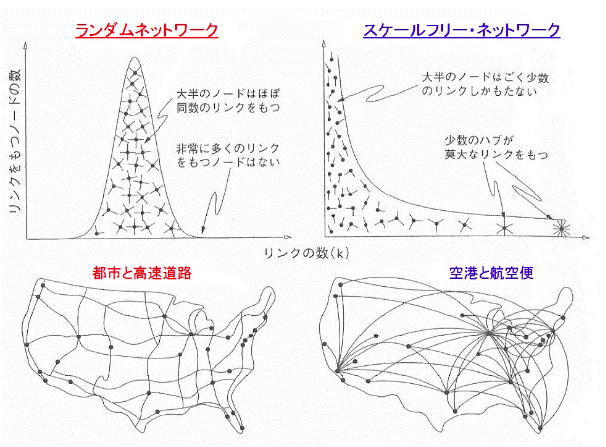 ランダムネットワーク
スケールフリー・ネットワーク
リンクをもつノードの数
大半のノードはほぼ
同数のリンクをもつ
非常に多くのリンク
をもつノードはない
大半のノードはごく少数
のリンクしかもたない
少数のハブが
莫大なリンクをもつ
リンクの数(k)
都市と高速道路
空港と航空便